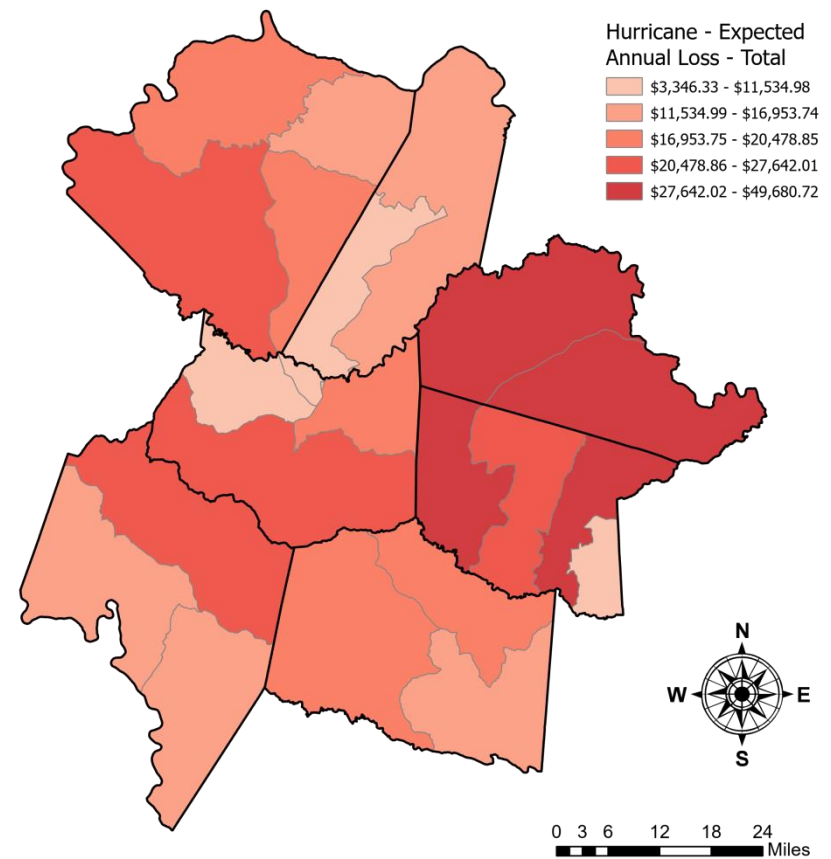 Hurricane - Expected
Annual Loss - Total
$3,346.33 - $11,534.98
$11,534.99 - $16,953.74
$16,953.75 - $20,478.85
$20,478.86 - $27,642.01
$27,642.02 - $49,680.72
N
W E
S
0 3 6 12 18 24
Miles